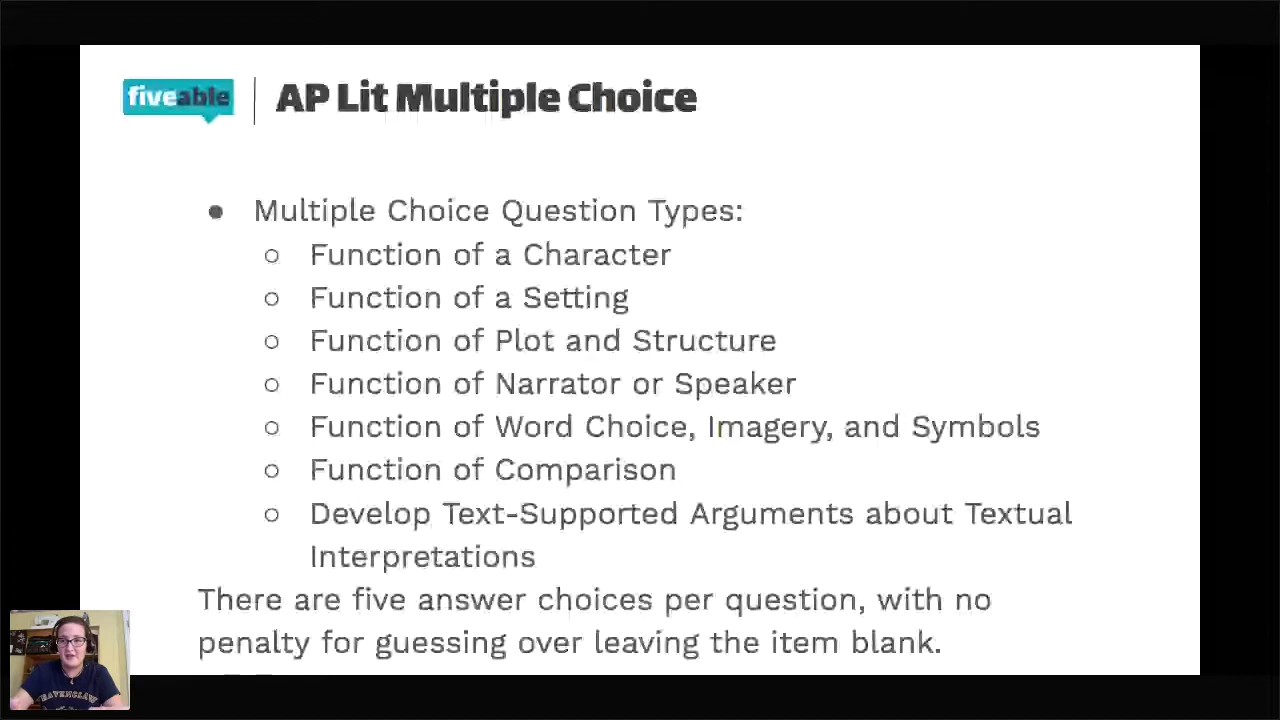 fiveable
AP Lit Multiple Choice
● Multiple Choice Question Types:
○ Function of a Character
○ Function of a Setting
○ Function of Plot and Structure
○ Function of Narrator or Speaker
○ Function of Word Choice, Imagery, and Symbols
○ Function of Comparison
○ Develop Text-Supported Arguments about Textual
Interpretations
There are five answer choices per question, with no
penalty for guessing over leaving the item blank.
RAVENCLAW